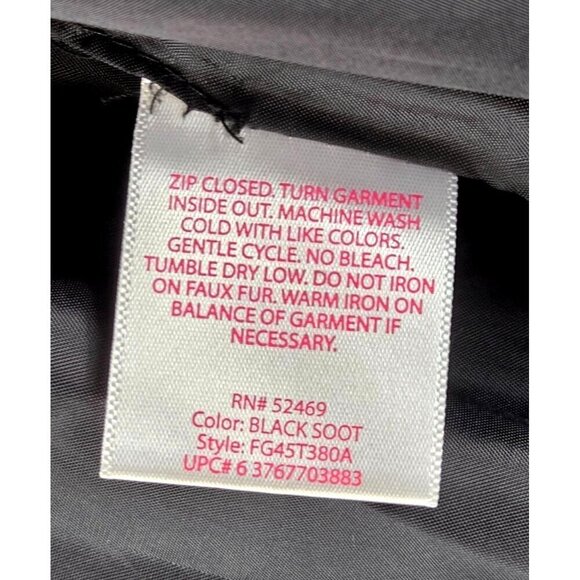 ZIP CLOSED. TURN GARMENT
INSIDE OUT. MACHINE WASH
COLD WITH LIKE COLORS.
GENTLE CYCLE. NO BLEACH.
TUMBLE DRY LOW. DO NOT IRON
ON FAUX FUR. WARM IRON ON
BALANCE OF GARMENT IF
NECESSARY.
RN# 52469
Color: BLACK SOOT
Style: FG45T380A
UPC# 6 3767703883